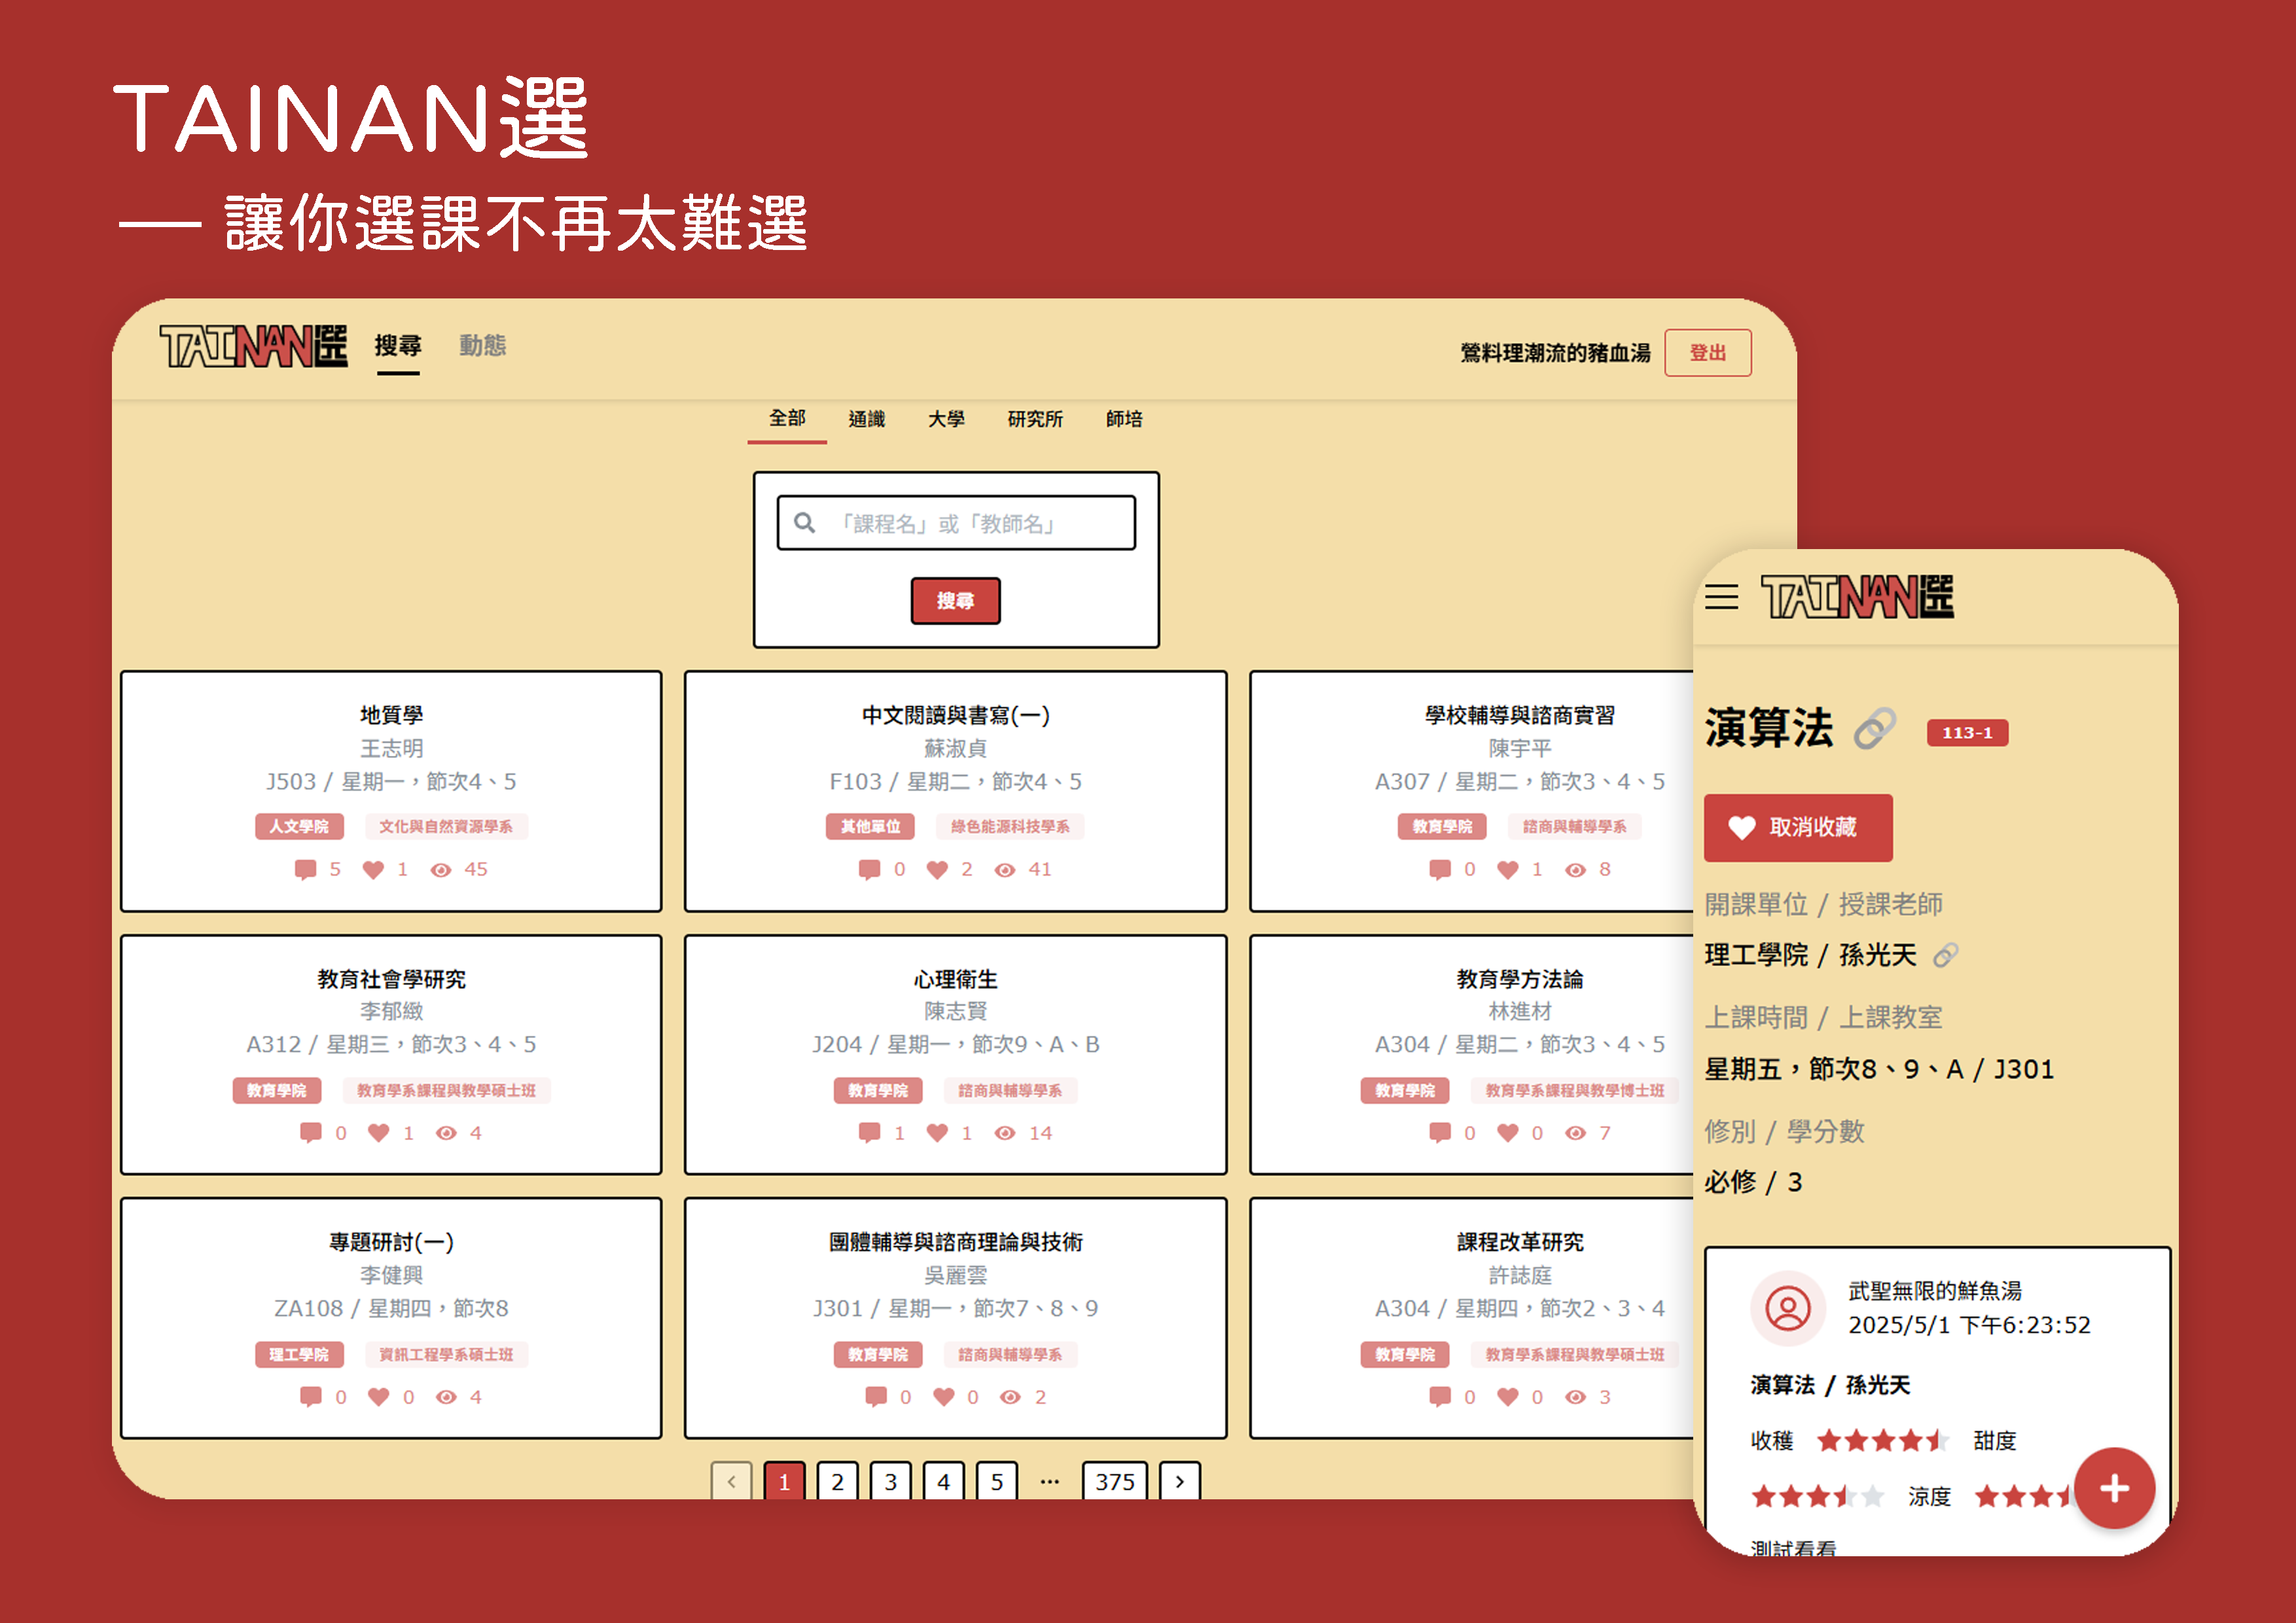 TAINAN選
— 讓你選課不再太難選
TAINAN選 搜尋 動態 鶯料理潮流的豬血湯 登出
全部 通識 大學 研究所 師培
「課程名」或「教師名」
搜尋
地質學
王志明
J503 / 星期一，節次4、5
人文學院 文化與自然資源學系
5 1 45
中文閱讀與書寫(一)
蘇淑貞
F103 / 星期二，節次4、5
其他單位 綠色能源科技學系
0 2 41
學校輔導與諮商實習
陳宇平
A307 / 星期二，節次3、4、5
教育學院 諮商與輔導學系
0 1 8
教育社會學研究
李郁緻
A312 / 星期三，節次3、4、5
教育學院 教育學系課程與教學碩士班
0 1 4
心理衛生
陳志賢
J204 / 星期一，節次9、A、B
教育學院 諮商與輔導學系
1 1 14
教育學方法論
林進材
A304 / 星期二，節次3、4、5
教育學院 教育學系課程與教學博士班
0 0 7
專題研討(一)
李健興
ZA108 / 星期四，節次8
理工學院 資訊工程學系碩士班
0 0 4
團體輔導與諮商理論與技術
吳麗雲
J301 / 星期一，節次7、8、9
教育學院 諮商與輔導學系
0 0 2
課程改革研究
許誌庭
A304 / 星期四，節次2、3、4
教育學院 教育學系課程與教學碩士班
0 0 3
1 2 3 4 5 ··· 375
TAINAN選
演算法 113-1
取消收藏
開課單位 / 授課老師
理工學院 / 孫光天
上課時間 / 上課教室
星期五，節次8、9、A / J301
修別 / 學分數
必修 / 3
武聖無限的鮮魚湯
2025/5/1 下午6:23:52
演算法 / 孫光天
收穫 甜度
涼度
測試看看